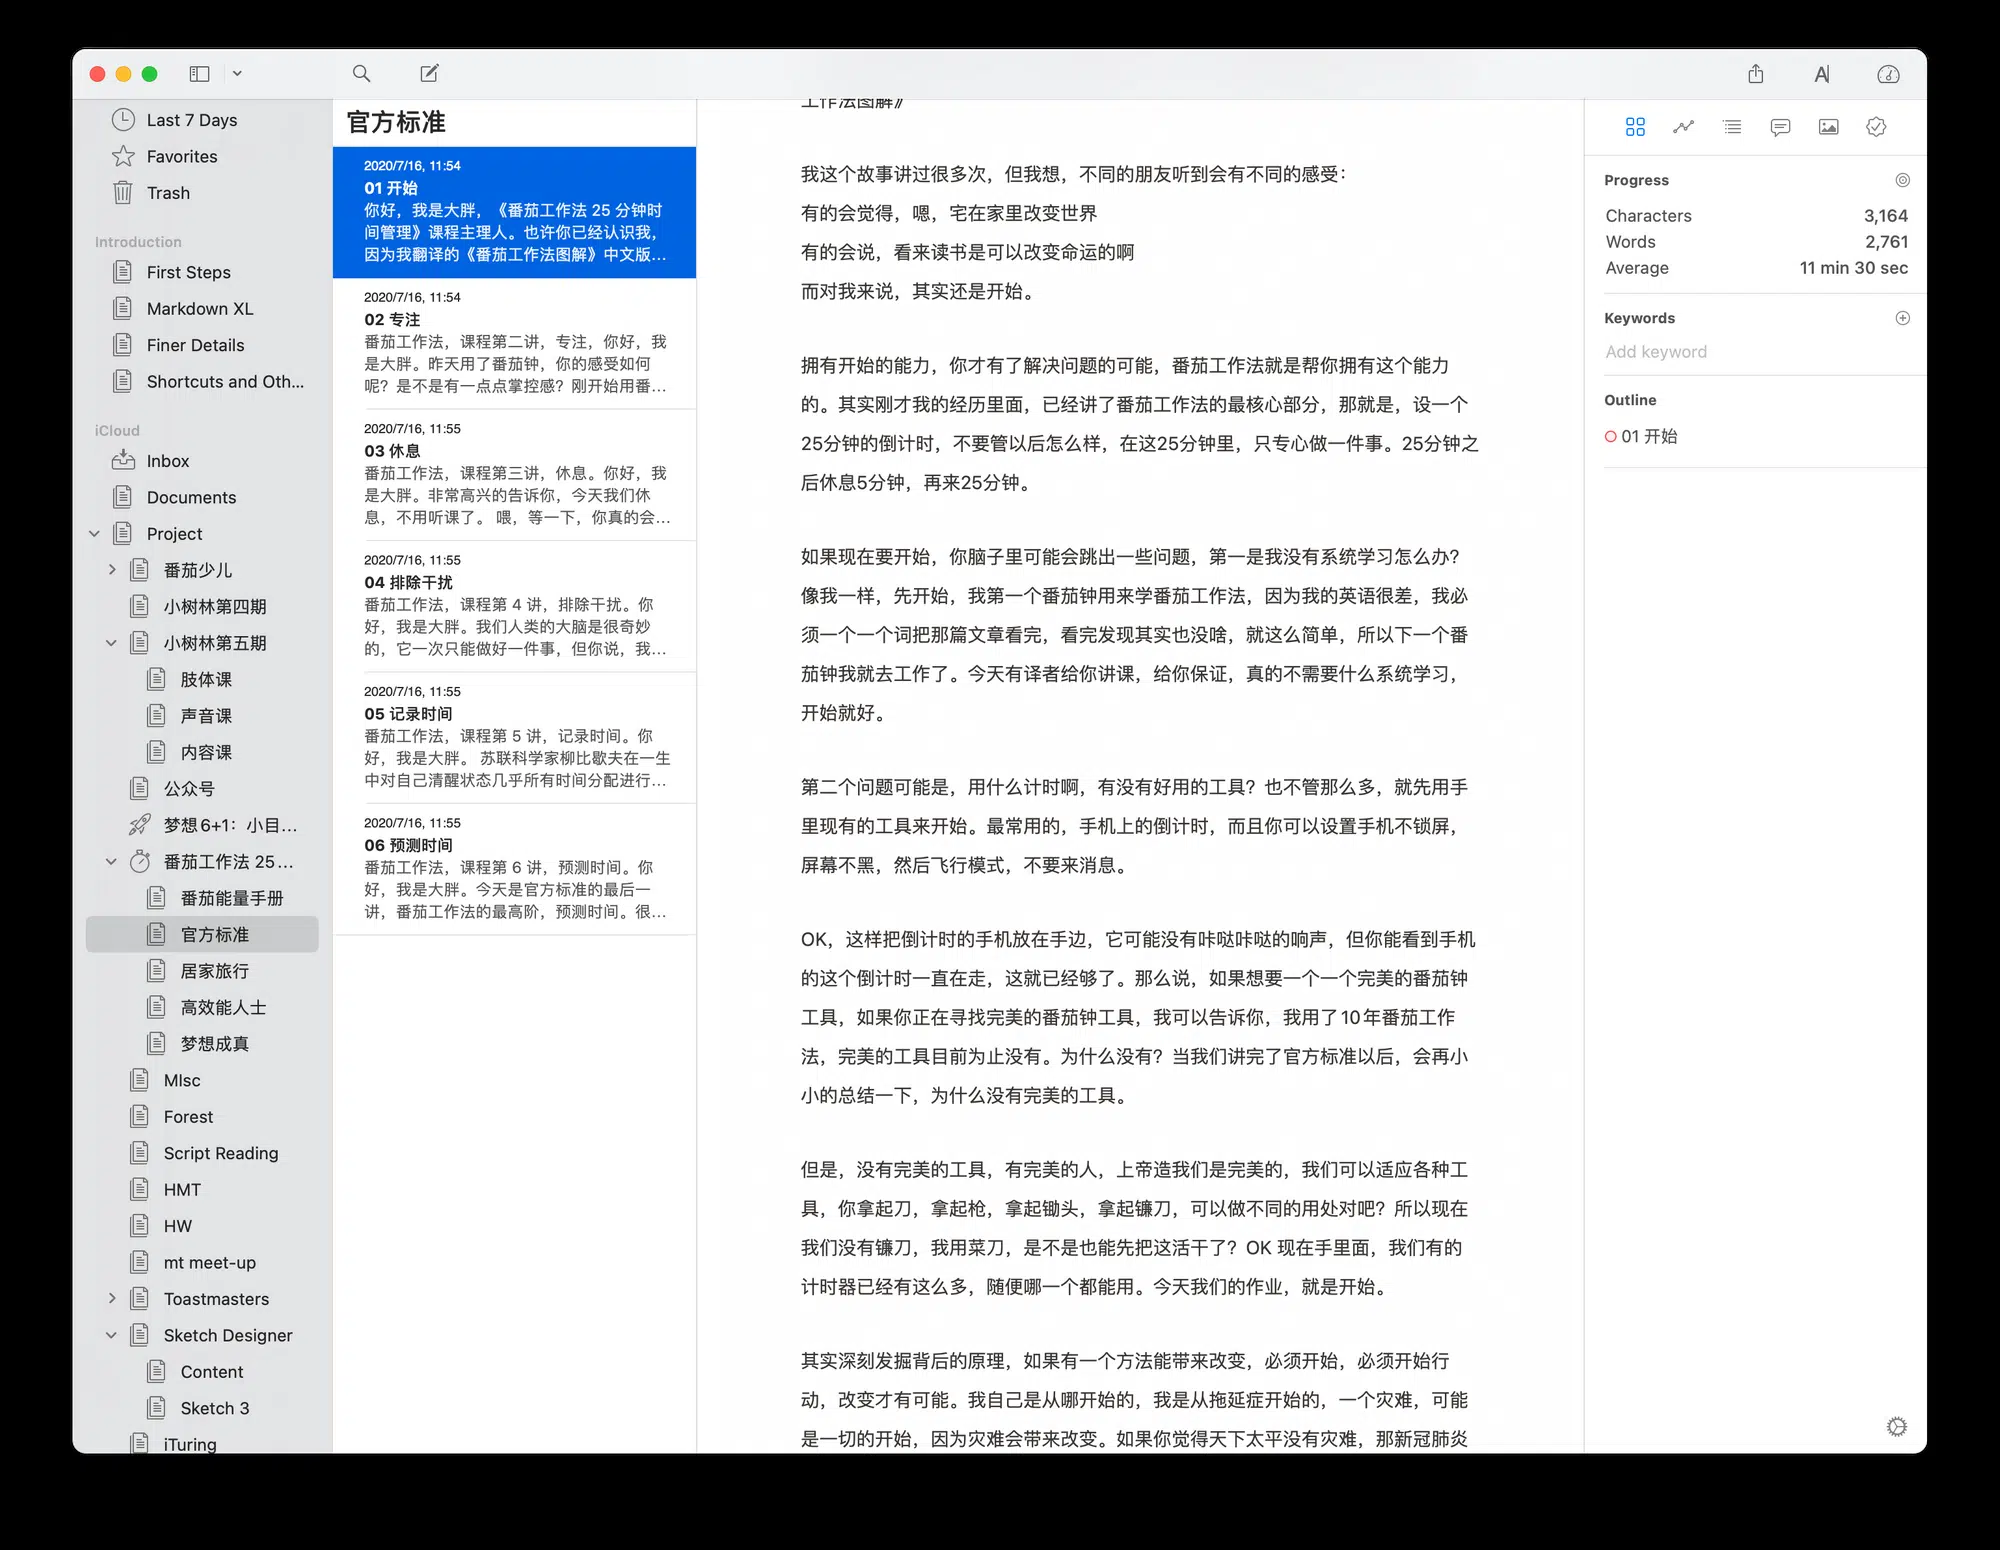 Last 7 Days
Favorites
Trash
Introduction
First Steps
Markdown XL
Finer Details
Shortcuts and Oth...
iCloud
Inbox
Documents
Project
番茄少儿
小树林第四期
小树林第五期
肢体课
声音课
内容课
公众号
梦想6+1：小目...
番茄工作法 25...
番茄能量手册
官方标准
居家旅行
高效能人士
梦想成真
MIsc
Forest
Script Reading
HMT
HW
mt meet-up
Toastmasters
Sketch Designer
Content
Sketch 3
iTuring
官方标准
2020/7/16, 11:54
01 开始
你好，我是大胖，《番茄工作法 25 分钟时
间管理》课程主理人。也许你已经认识我，
因为我翻译的《番茄工作法图解》中文版...
2020/7/16, 11:54
02 专注
番茄工作法，课程第二讲，专注，你好，我
是大胖。昨天用了番茄钟，你的感受如何
呢？是不是有一点点掌控感？刚开始用番...
2020/7/16, 11:55
03 休息
番茄工作法，课程第三讲，休息。你好，我
是大胖。非常高兴的告诉你，今天我们休
息，不用听课了。 喂，等一下，你真的会...
2020/7/16, 11:55
04 排除干扰
番茄工作法，课程第 4 讲，排除干扰。你
好，我是大胖。我们人类的大脑是很奇妙
的，它一次只能做好一件事，但你说，我...
2020/7/16, 11:55
05 记录时间
番茄工作法，课程第 5 讲，记录时间。你
好，我是大胖。 苏联科学家柳比歇夫在一生
中对自己清醒状态几乎所有时间分配进行...
2020/7/16, 11:55
06 预测时间
番茄工作法，课程第 6 讲，预测时间。你
好，我是大胖。今天是官方标准的最后一
讲，番茄工作法的最高阶，预测时间。很...
工作法图解》
我这个故事讲过很多次，但我想，不同的朋友听到会有不同的感受：
有的会觉得，嗯，宅在家里改变世界
有的会说，看来读书是可以改变命运的啊
而对我来说，其实还是开始。
拥有开始的能力，你才有了解决问题的可能，番茄工作法就是帮你拥有这个能力
的。其实刚才我的经历里面，已经讲了番茄工作法的最核心部分，那就是，设一个
25分钟的倒计时，不要管以后怎么样，在这25分钟里，只专心做一件事。25分钟之
后休息5分钟，再来25分钟。
如果现在要开始，你脑子里可能会跳出一些问题，第一是我没有系统学习怎么办？
像我一样，先开始，我第一个番茄钟用来学番茄工作法，因为我的英语很差，我必
须一个一个词把那篇文章看完，看完发现其实也没啥，就这么简单，所以下一个番
茄钟我就去工作了。今天有译者给你讲课，给你保证，真的不需要什么系统学习，
开始就好。
第二个问题可能是，用什么计时啊，有没有好用的工具？也不管那么多，就先用手
里现有的工具来开始。最常用的，手机上的倒计时，而且你可以设置手机不锁屏，
屏幕不黑，然后飞行模式，不要来消息。
OK，这样把倒计时的手机放在手边，它可能没有咔哒咔哒的响声，但你能看到手机
的这个倒计时一直在走，这就已经够了。那么说，如果想要一个一个完美的番茄钟
工具，如果你正在寻找完美的番茄钟工具，我可以告诉你，我用了10年番茄工作
法，完美的工具目前为止没有。为什么没有？当我们讲完了官方标准以后，会再小
小的总结一下，为什么没有完美的工具。
但是，没有完美的工具，有完美的人，上帝造我们是完美的，我们可以适应各种工
具，你拿起刀，拿起枪，拿起锄头，拿起镰刀，可以做不同的用处对吧？所以现在
我们没有镰刀，我用菜刀，是不是也能先把这活干了？OK 现在手里面，我们有的
计时器已经有这么多，随便哪一个都能用。今天我们的作业，就是开始。
其实深刻发掘背后的原理，如果有一个方法能带来改变，必须开始，必须开始行
动，改变才有可能。我自己是从哪开始的，我是从拖延症开始的，一个灾难，可能
是一切的开始，因为灾难会带来改变。如果你觉得天下太平没有灾难，那新冠肺炎
Progress
Characters 3,164
Words 2,761
Average 11 min 30 sec
Keywords
Add keyword
Outline
01 开始